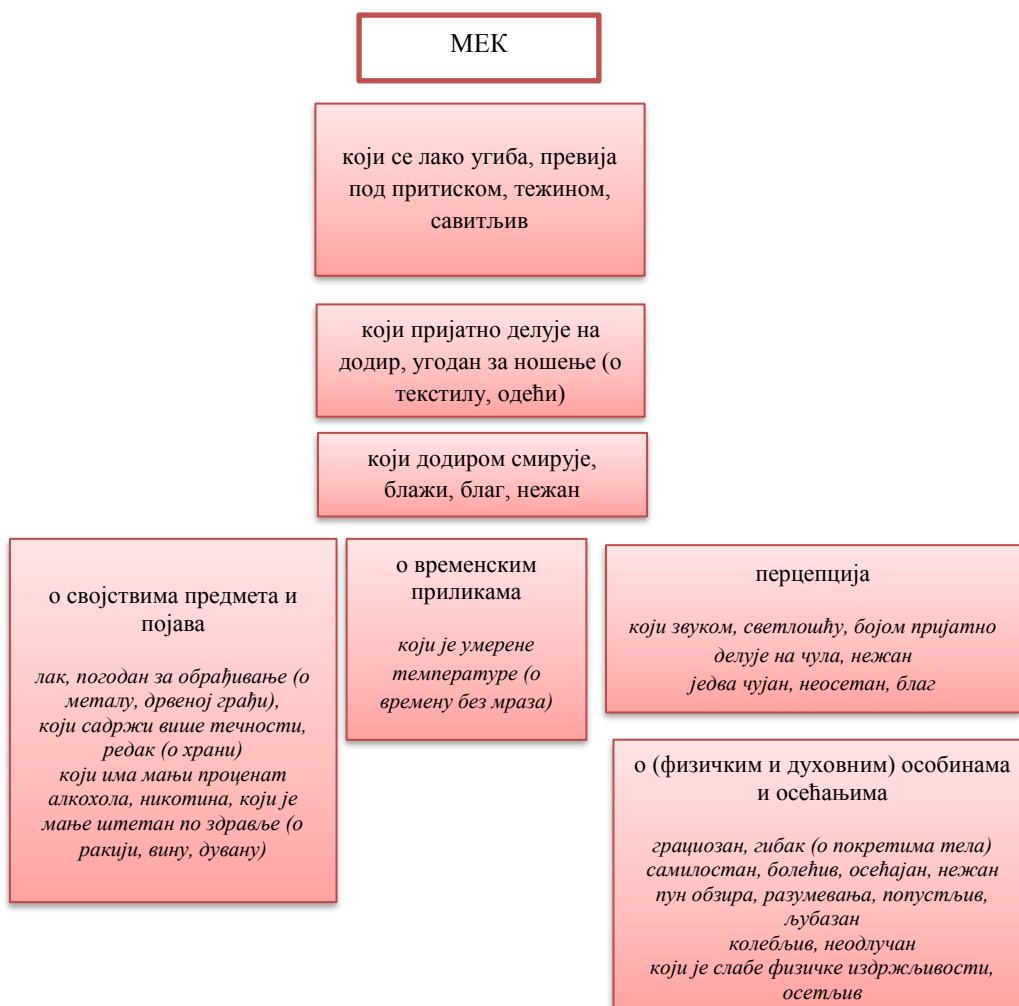 МЕК
који се лако угиба, превија
под притиском, тежином,
савитљив
који пријатно делује на
додир, угодан за ношење (о
текстилу, одећи)
који додиром смирује,
блажи, благ, нежан
о својствима предмета и
појава
лак, погодан за обрађивање (о
металу, дрвеној грађи),
који садржи више течности,
редак (о храни)
који има мањи проценат
алкохола, никотина, који је
мање штетан по здравље (о
ракији, вину, дувану)
о временским
приликама
који је умерене
температуре (о
времену без мраза)
перцепција
који звуком, светлошћу, бојом пријатно
делује на чула, нежан
једва чујан, неосетан, благ
о (физичким и духовним) особинама
и осећањима
грациозан, гибак (о покретима тела)
самилостан, болећив, осећајан, нежан
пун обзира, разумевања, попустљив,
љубазан
колебљив, неодлучан
који је слабе физичке издржљивости,
осетљив